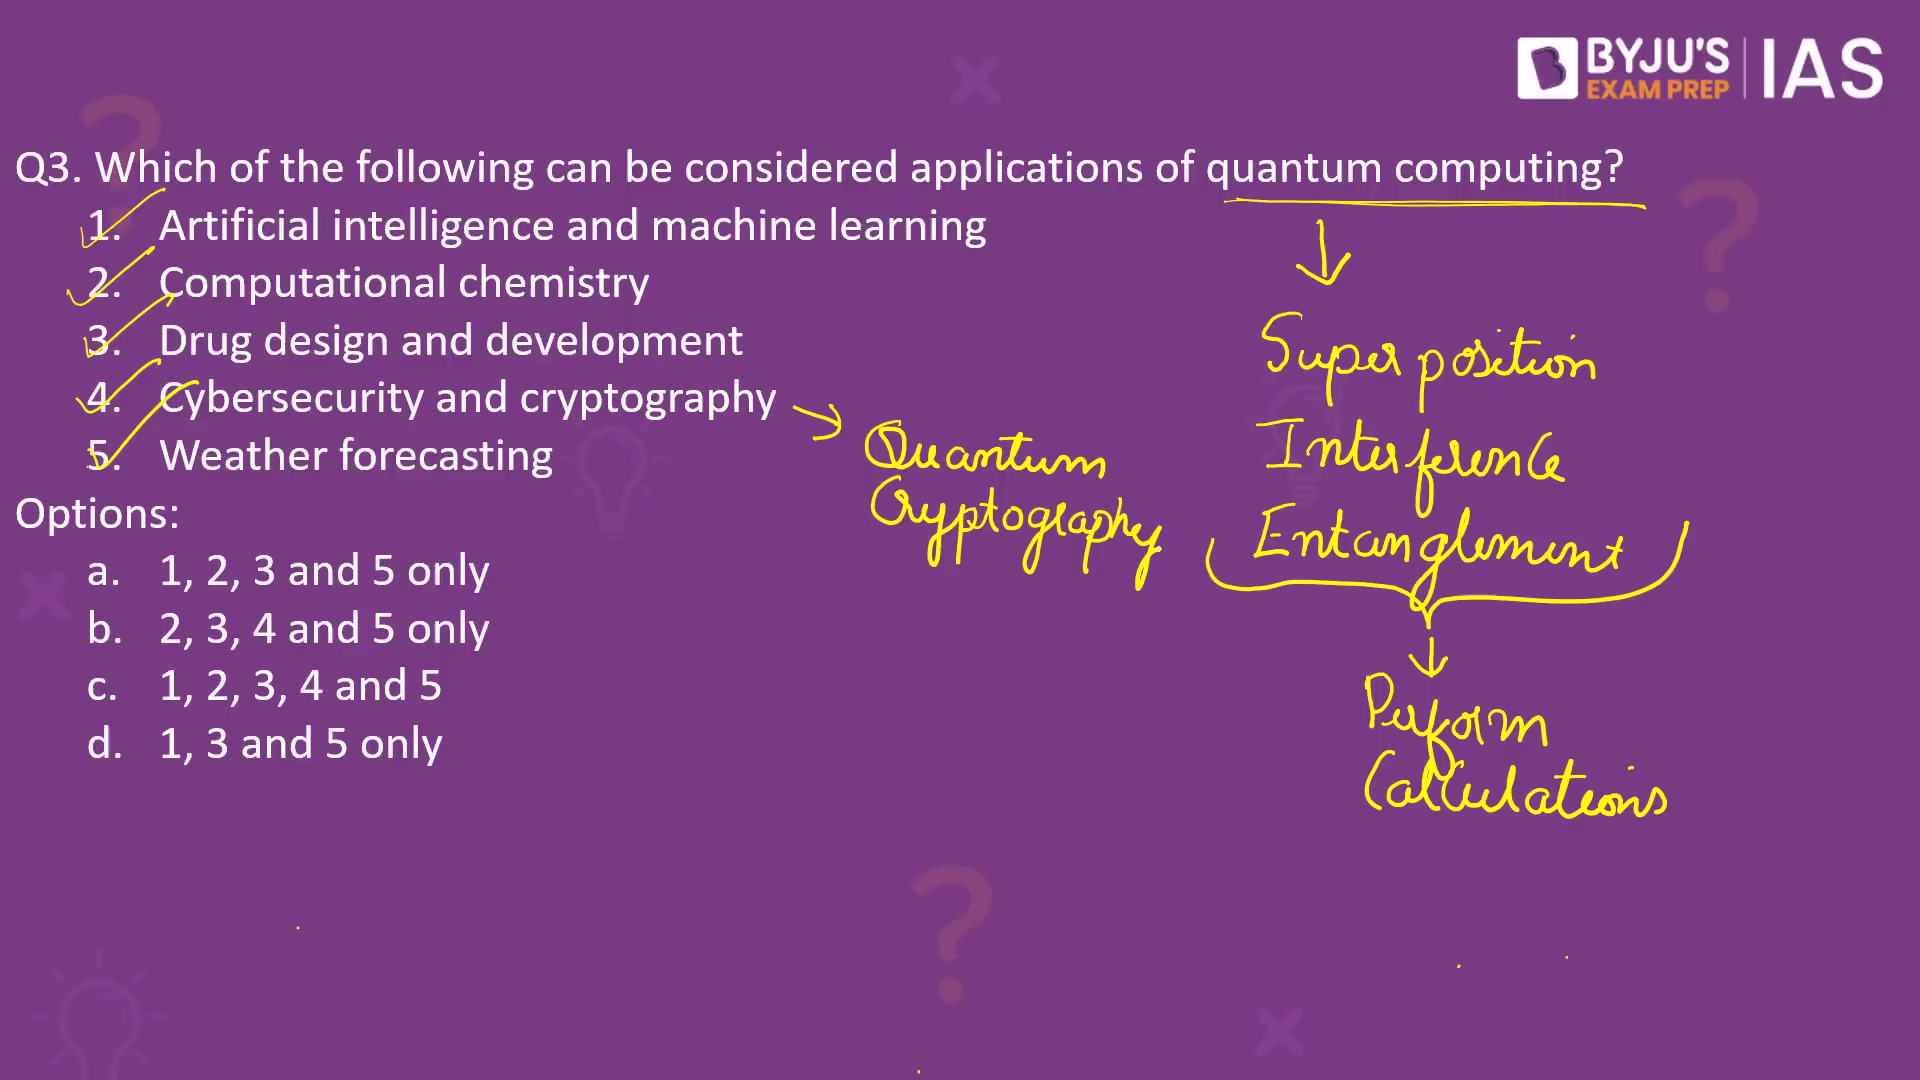 BYJU'S
EXAM PREP
IAS
Q3. Which of the following can be considered applications of quantum computing?
1. Artificial intelligence and machine learning
2. Computational chemistry
3. Drug design and development
4. Cybersecurity and cryptography
5. Weather forecasting
Options:
a. 1, 2, 3 and 5 only
b. 2, 3, 4 and 5 only
c. 1, 2, 3, 4 and 5
d. 1, 3 and 5 only
Quantum
Cryptography
Superposition
Interference
Entanglement
Perform
Calculations